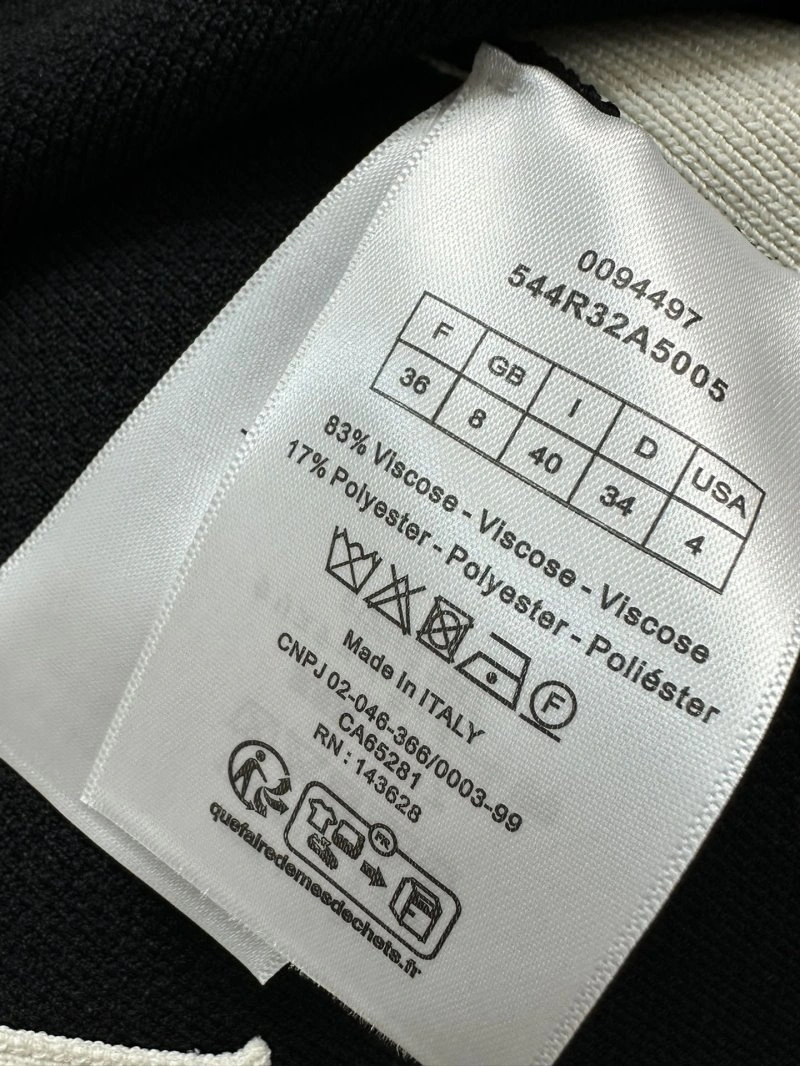 0094497
544R32A5005
F GB I D USA
36 8 40 34 4
83% Viscose - Viscose - Viscose
17% Polyester - Polyester - Poliéster
F
Made In ITALY
CNPJ 02-046-366/0003-99
CA65281
RN : 143628
FR
quefairedemesdechets.fr